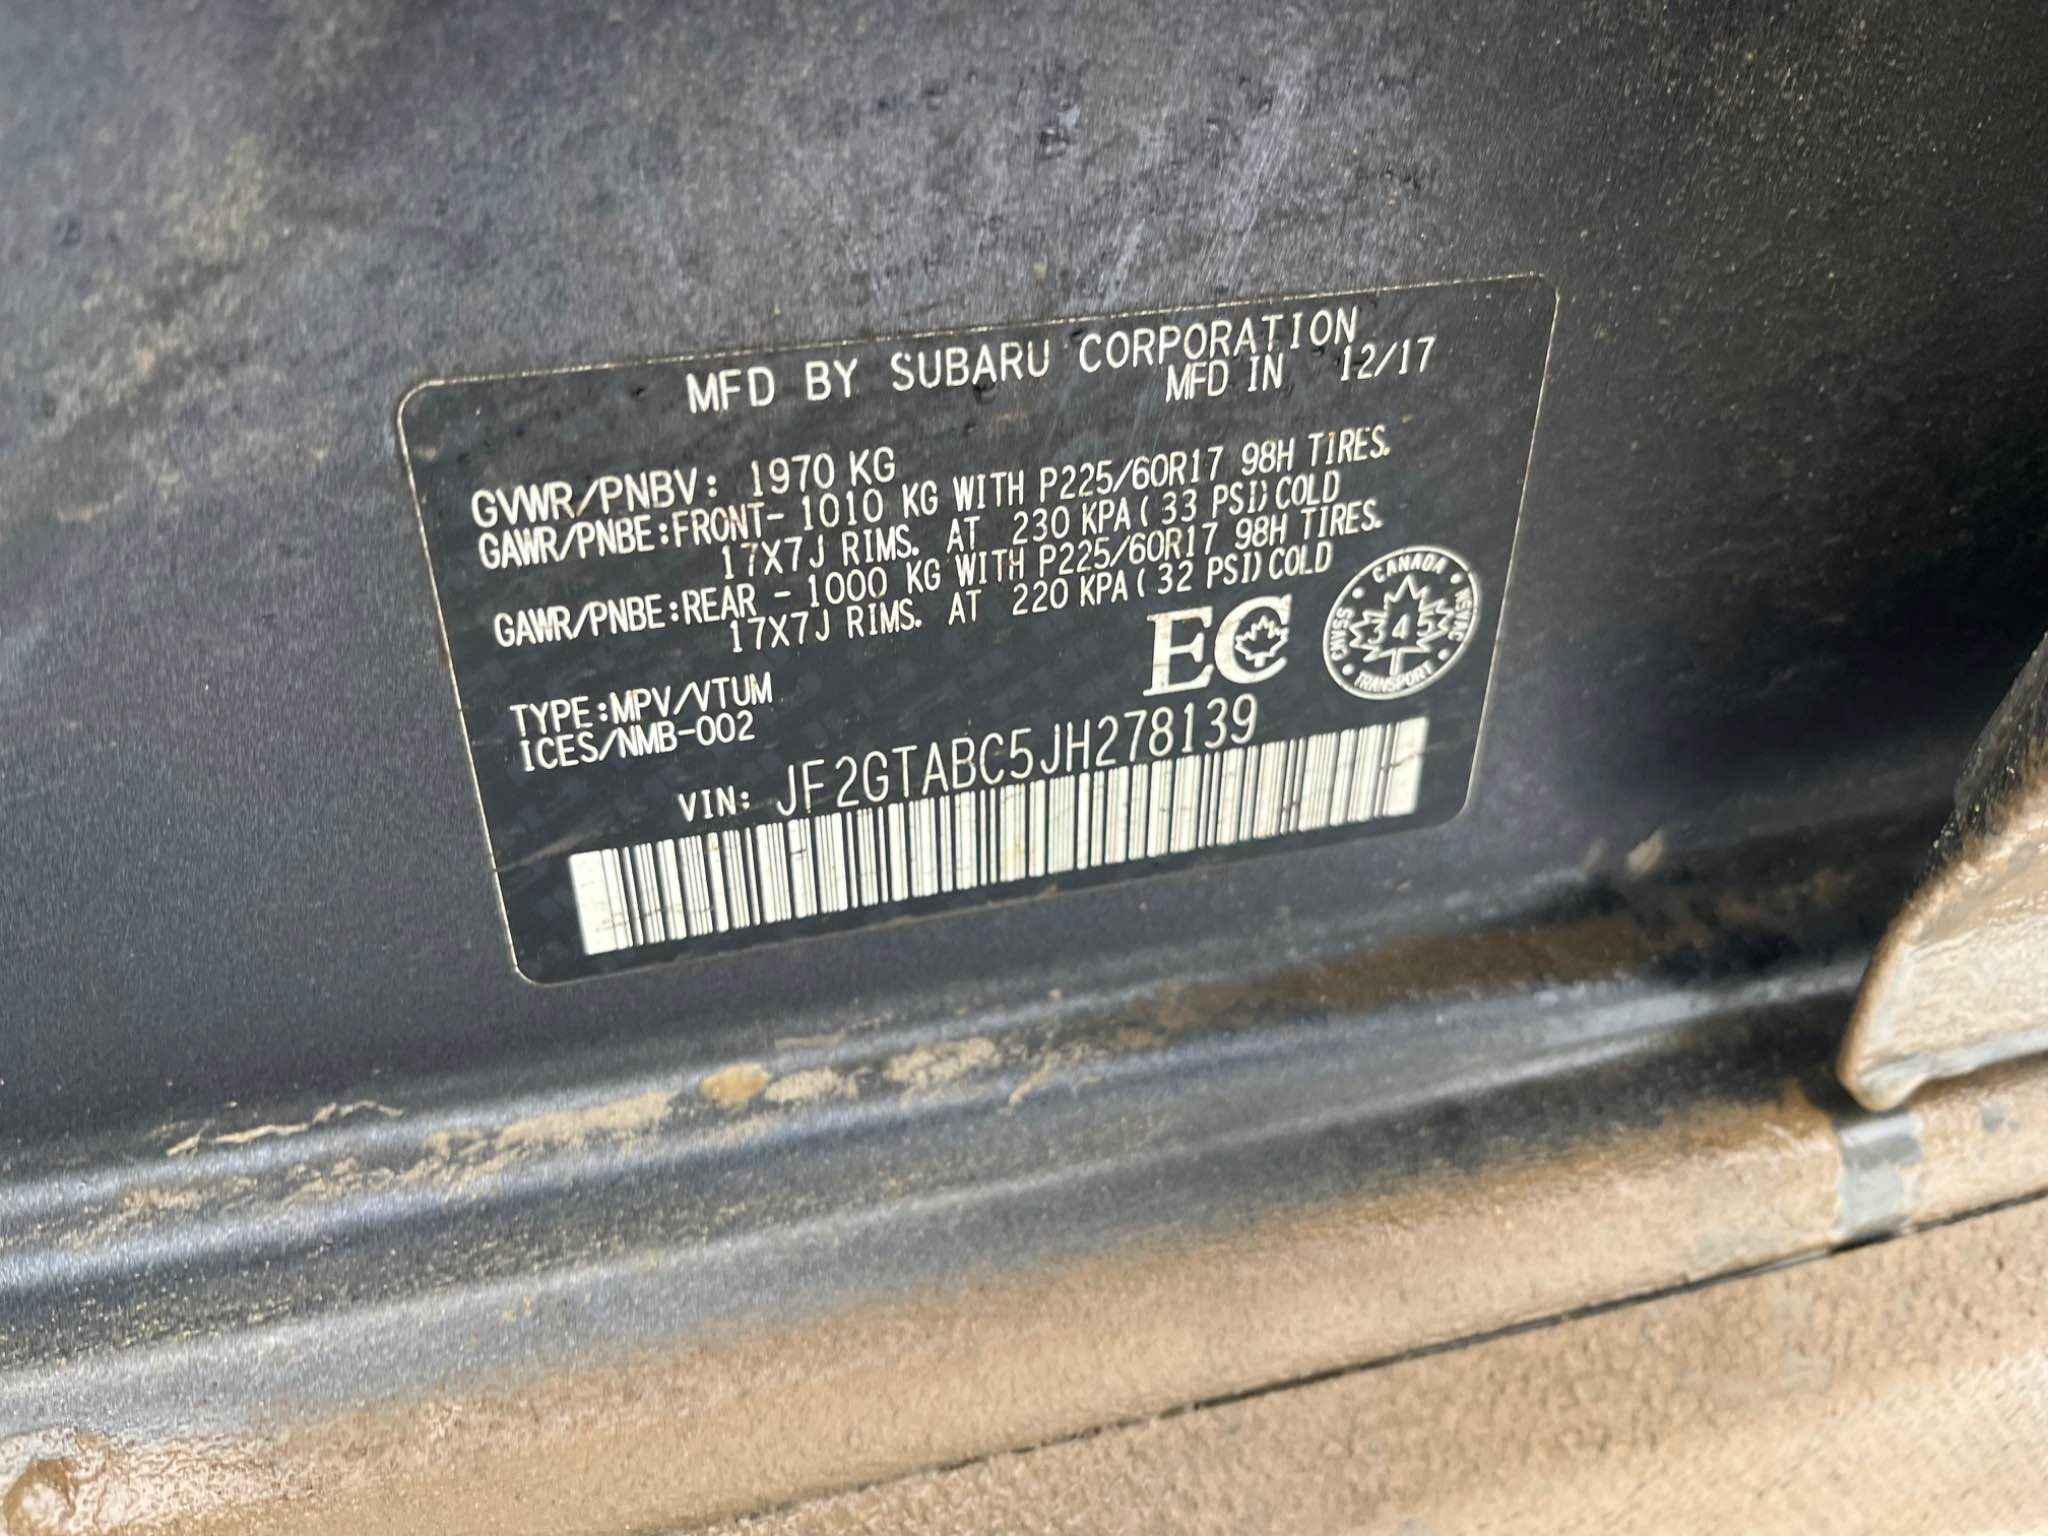 MFD BY SUBARU CORPORATION
MFD IN 12/17
GVWR/PNBV: 1970 KG
GAWR/PNBE:FRONT- 1010 KG WITH P225/60R17 98H TIRES.
17X7J RIMS. AT 230 KPA( 33 PSI)COLD
GAWR/PNBE:REAR - 1000 KG WITH P225/60R17 98H TIRES.
17X7J RIMS. AT 220 KPA( 32 PSI)COLD
EC
CANADA • NSVAC • TRANSPORT • CMVSS •
45
TYPE:MPV/VTUM
ICES/NMB-002
VIN: JF2GTABC5JH278139